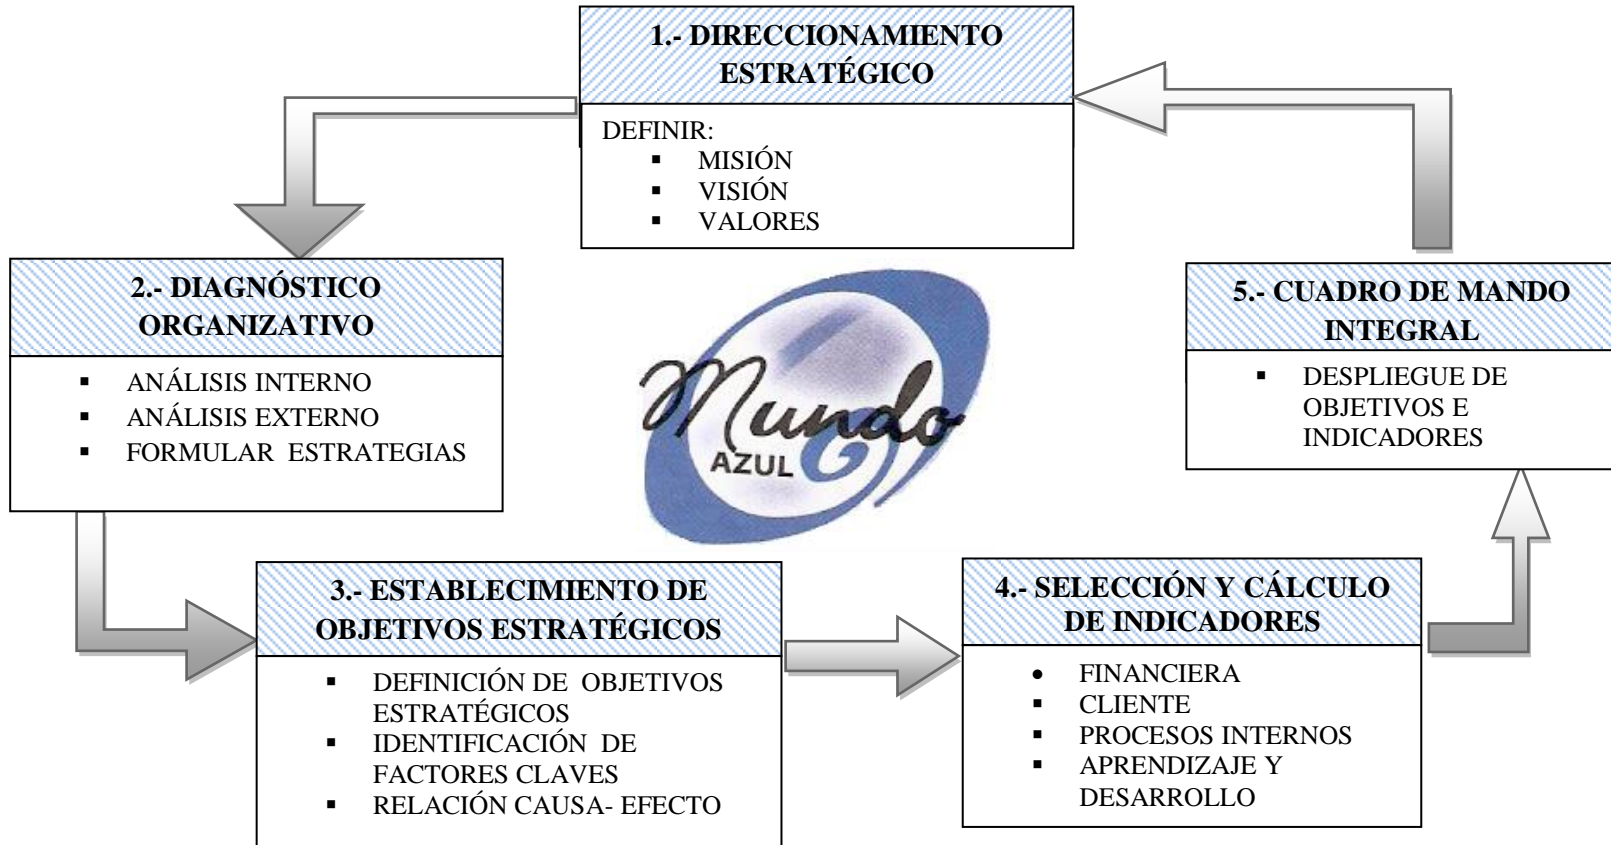 1.- DIRECCIONAMIENTO
ESTRATÉGICO
DEFINIR:
▪ MISIÓN
▪ VISIÓN
▪ VALORES
2.- DIAGNÓSTICO
ORGANIZATIVO
▪ ANÁLISIS INTERNO
▪ ANÁLISIS EXTERNO
▪ FORMULAR ESTRATEGIAS
3.- ESTABLECIMIENTO DE
OBJETIVOS ESTRATÉGICOS
▪ DEFINICIÓN DE OBJETIVOS
ESTRATÉGICOS
▪ IDENTIFICACIÓN DE
FACTORES CLAVES
▪ RELACIÓN CAUSA- EFECTO
4.- SELECCIÓN Y CÁLCULO
DE INDICADORES
• FINANCIERA
▪ CLIENTE
▪ PROCESOS INTERNOS
▪ APRENDIZAJE Y
DESARROLLO
5.- CUADRO DE MANDO
INTEGRAL
▪ DESPLIEGUE DE
OBJETIVOS E
INDICADORES
Mundo
AZUL